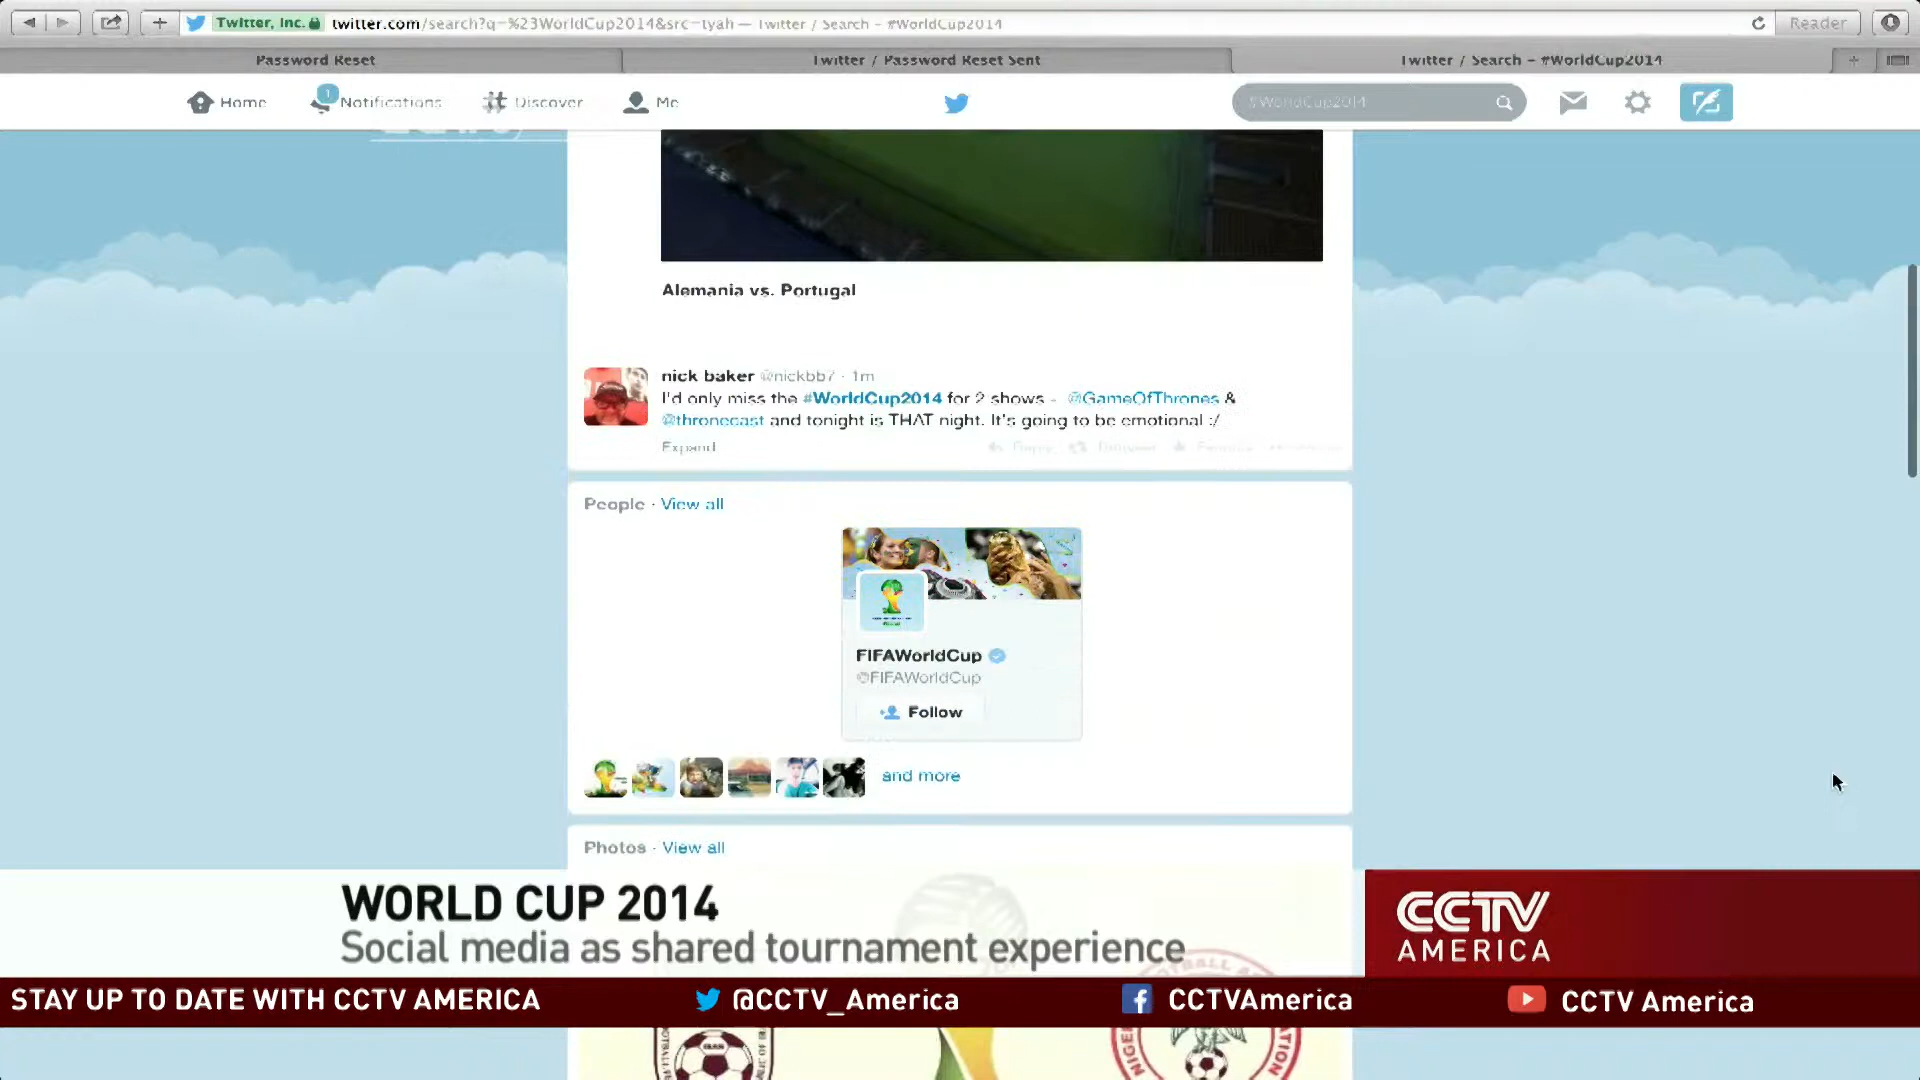 Twitter, Inc. twitter.com/search?q=%23WorldCup2014&src=tyah — Twitter / Search - #WorldCup2014
Reader
Password Reset
Twitter / Password Reset Sent
Twitter / Search - #WorldCup2014
Home
1
Notifications
Discover
Me
#WorldCup2014
Alemania vs. Portugal
nick baker @nickbb7 · 1m
I'd only miss the #WorldCup2014 for 2 shows - @GameOfThrones &
@thronecast and tonight is THAT night. It's going to be emotional :/
Expand
People · View all
FIFAWorldCup
@FIFAWorldCup
Follow
and more
Photos · View all
WORLD CUP 2014
Social media as shared tournament experience
CCTV
AMERICA
STAY UP TO DATE WITH CCTV AMERICA
@CCTV_America
CCTVAmerica
CCTV America